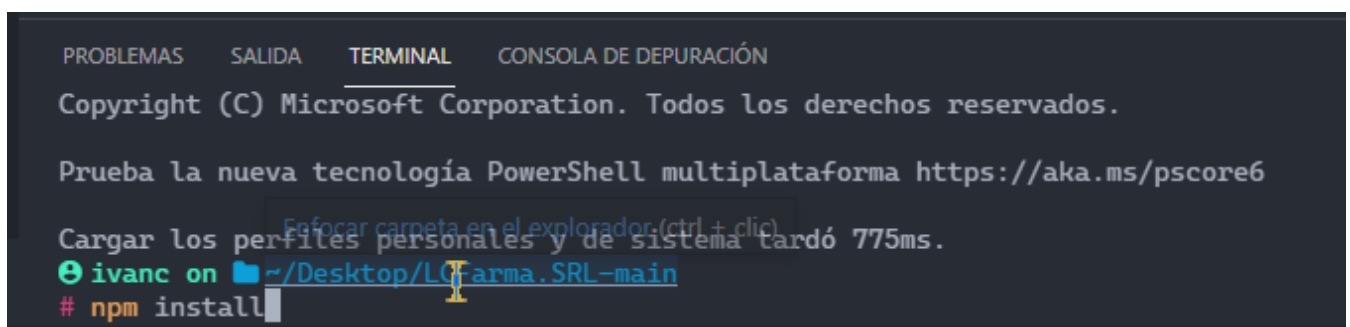 PROBLEMAS SALIDA TERMINAL CONSOLA DE DEPURACIÓN
Copyright (C) Microsoft Corporation. Todos los derechos reservados.
Prueba la nueva tecnología PowerShell multiplataforma https://aka.ms/pscore6
Enfocar carpeta en el explorador (ctrl + clic)
Cargar los perfiles personales y de sistema tardó 775ms.
ivanc on ~/Desktop/LCFarma.SRL-main
# npm install